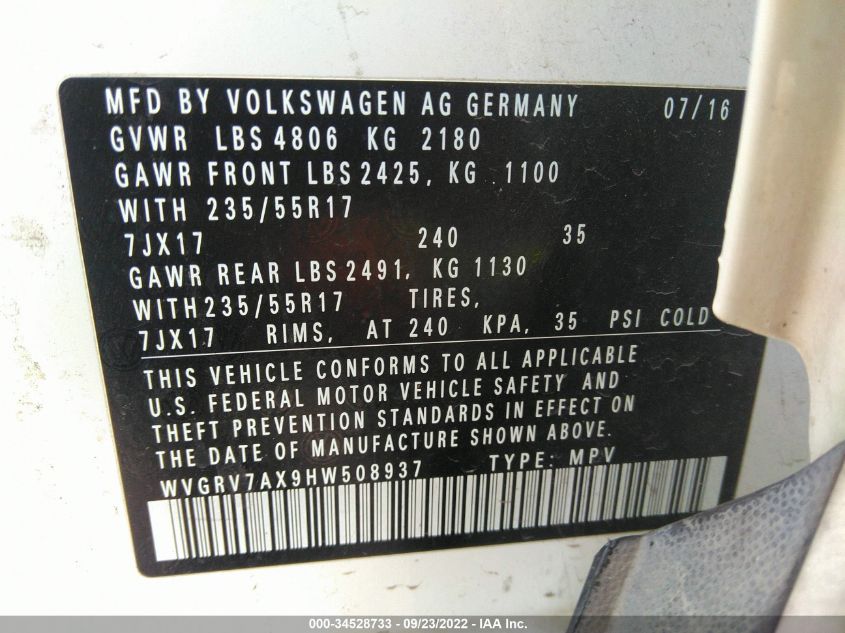 MFD BY VOLKSWAGEN AG GERMANY 07/16
GVWR LBS 4806 KG 2180
GAWR FRONT LBS 2425, KG 1100
WITH 235/55R17
7JX17 240 35
GAWR REAR LBS 2491, KG 1130
WITH 235/55R17 TIRES,
7JX17 RIMS, AT 240 KPA, 35 PSI COLD
THIS VEHICLE CONFORMS TO ALL APPLICABLE
U.S. FEDERAL MOTOR VEHICLE SAFETY AND
THEFT PREVENTION STANDARDS IN EFFECT ON
THE DATE OF MANUFACTURE SHOWN ABOVE.
WVGRV7AX9HW508937 TYPE: MPV
000-34528733 - 09/23/2022 - IAA Inc.